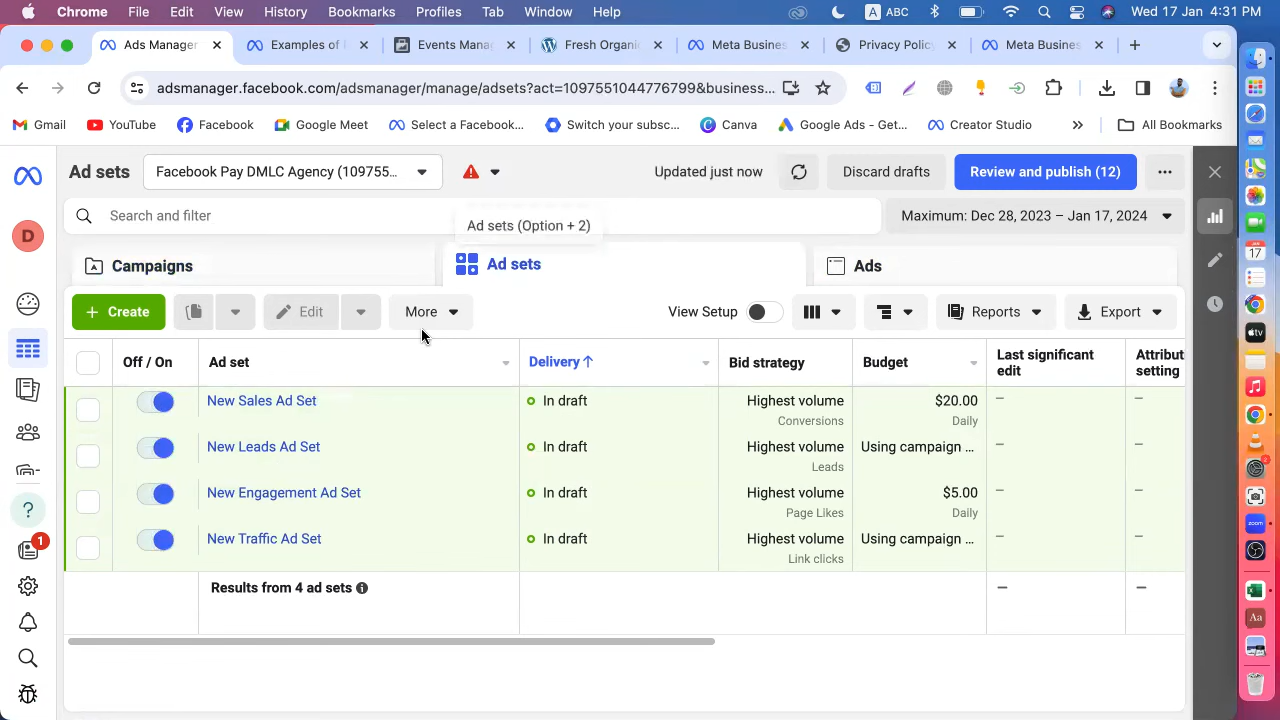 Chrome File Edit View History Bookmarks Profiles Tab Window Help A ABC Wed 17 Jan 4:31 PM
Ads Manager Examples of Events Mana Fresh Organi Meta Busines Privacy Polic Meta Busines
adsmanager.facebook.com/adsmanager/manage/adsets?act=1097551044776799&business...
Gmail YouTube Facebook Google Meet Select a Facebook... Switch your subsc... Canva Google Ads - Get... Creator Studio All Bookmarks
Ad sets Facebook Pay DMLC Agency (109755... Updated just now Discard drafts Review and publish (12)
Search and filter Ad sets (Option + 2) Maximum: Dec 28, 2023 – Jan 17, 2024
D
Campaigns Ad sets Ads
+ Create Edit More View Setup Reports Export
Off / On Ad set Delivery ↑ Bid strategy Budget Last significant edit Attribut setting
New Sales Ad Set In draft Highest volume $20.00 – –
Conversions Daily
New Leads Ad Set In draft Highest volume Using campaign ... – –
Leads
New Engagement Ad Set In draft Highest volume $5.00 – –
Page Likes Daily
New Traffic Ad Set In draft Highest volume Using campaign ... – –
Link clicks
1
Results from 4 ad sets – –